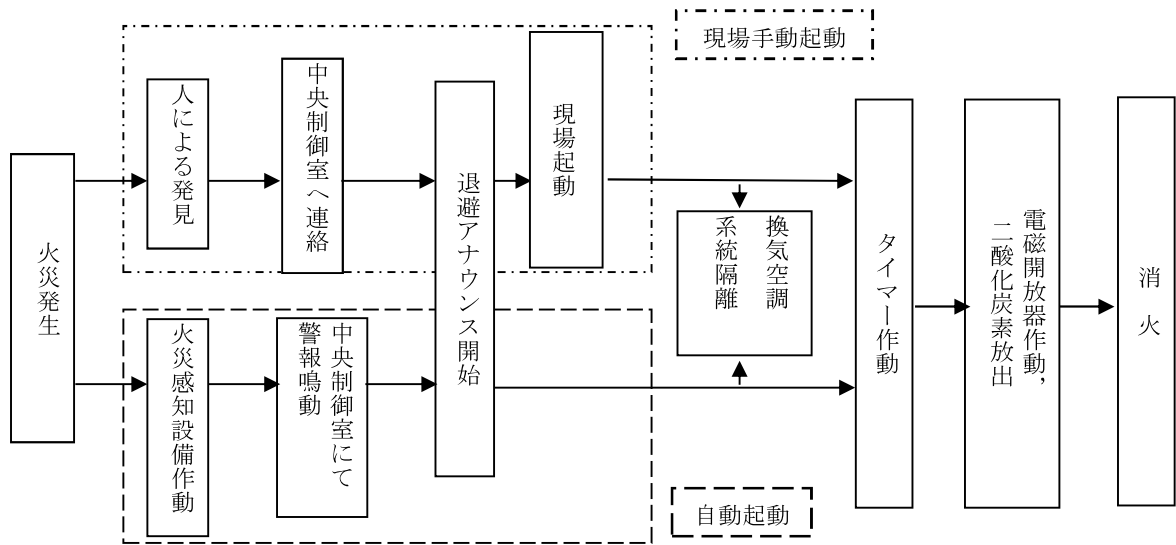 火災発生
人による発見
中央制御室へ連絡
退避アナウンス開始
現場起動
現場手動起動
火災感知設備作動
中央制御室にて
警報鳴動
換気空調
系統隔離
自動起動
タイマー作動
電磁開放器作動,
二酸化炭素放出
消火